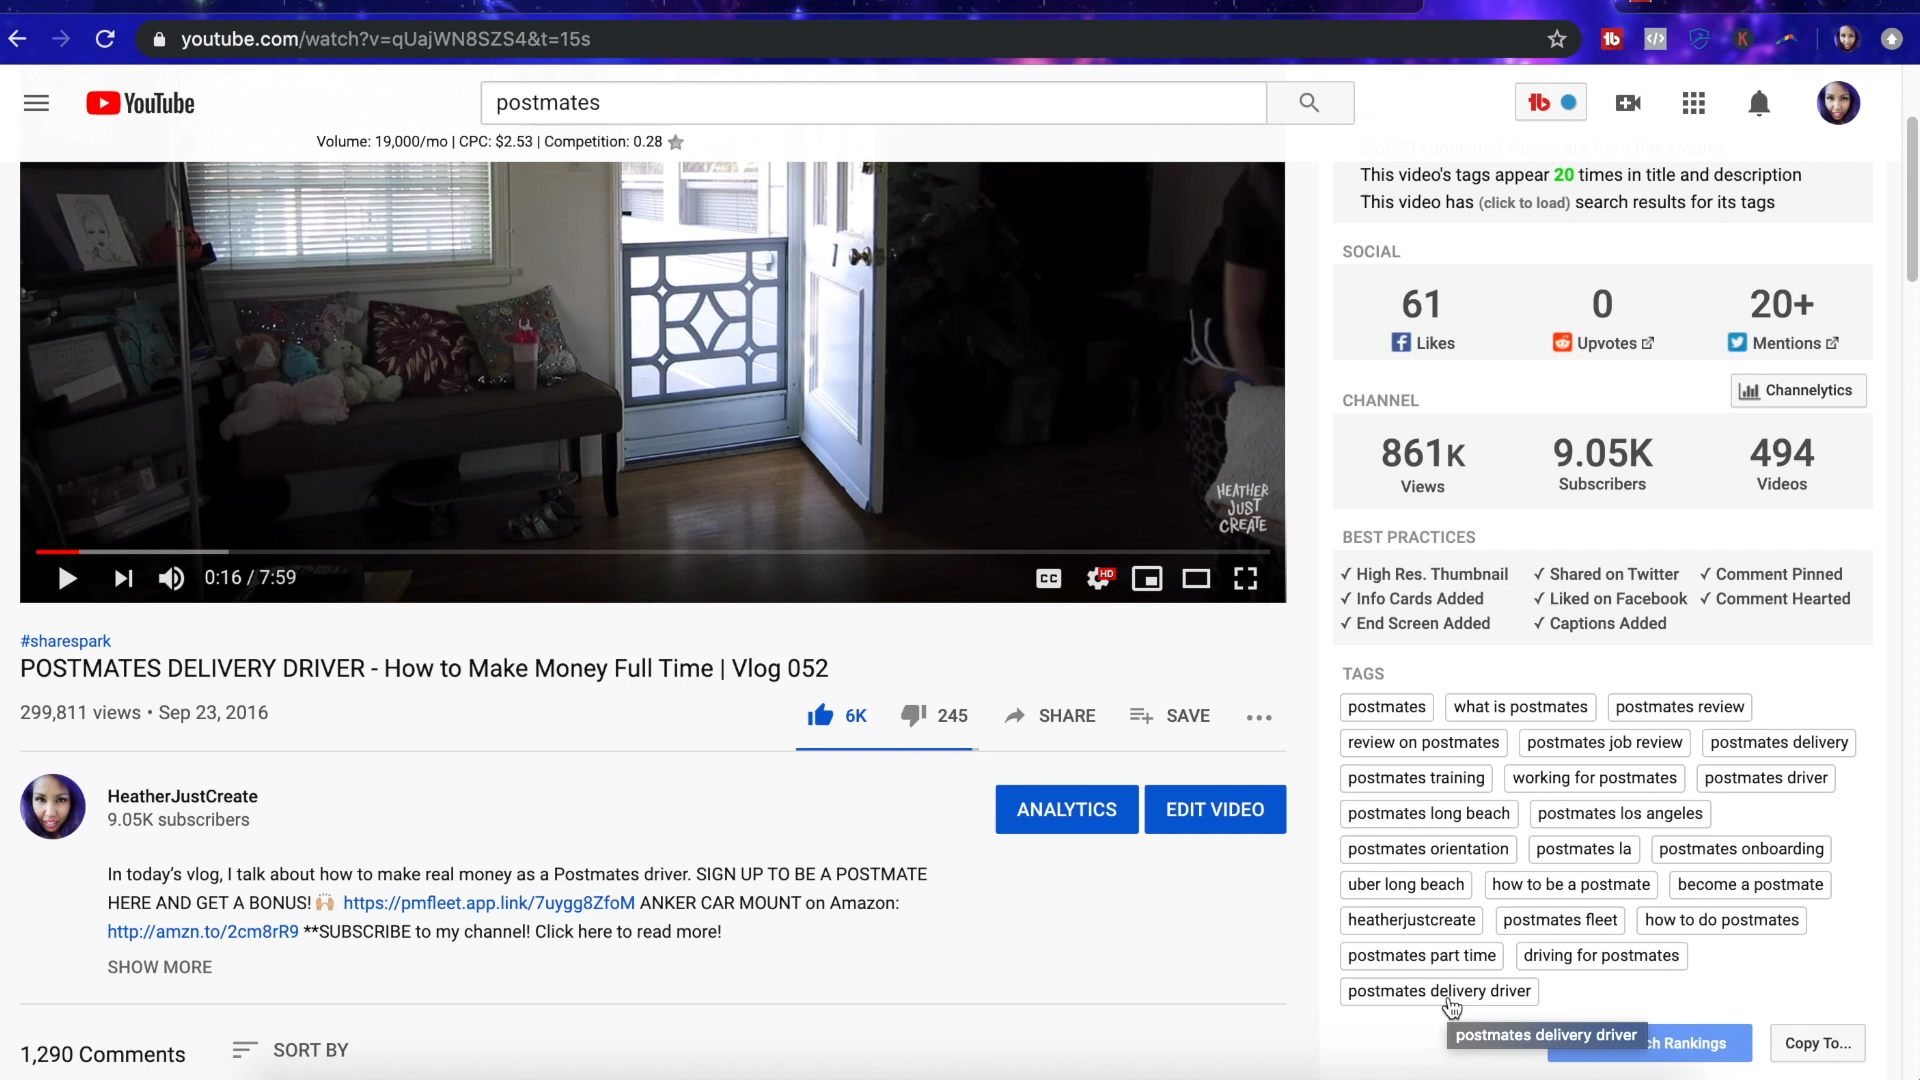 youtube.com/watch?v=qUajWN8SZS4&t=15s
YouTube
postmates
Volume: 19,000/mo | CPC: $2.53 | Competition: 0.28
This video's tags appear 20 times in title and description
This video has (click to load) search results for its tags
SOCIAL
61
0
20+
Likes
Upvotes
Mentions
CHANNEL
Channelytics
861K
9.05K
494
Views
Subscribers
Videos
HEATHER
JUST
CREATE
BEST PRACTICES
✓ High Res. Thumbnail
✓ Shared on Twitter
✓ Comment Pinned
✓ Info Cards Added
✓ Liked on Facebook
✓ Comment Hearted
✓ End Screen Added
✓ Captions Added
0:16 / 7:59
CC
HD
#sharespark
POSTMATES DELIVERY DRIVER - How to Make Money Full Time | Vlog 052
299,811 views • Sep 23, 2016
6K
245
SHARE
SAVE
HeatherJustCreate
9.05K subscribers
ANALYTICS
EDIT VIDEO
In today's vlog, I talk about how to make real money as a Postmates driver. SIGN UP TO BE A POSTMATE
HERE AND GET A BONUS! 🙌🏼 https://pmfleet.app.link/7uygg8ZfoM ANKER CAR MOUNT on Amazon:
http://amzn.to/2cm8rR9 **SUBSCRIBE to my channel! Click here to read more!
SHOW MORE
1,290 Comments
SORT BY
TAGS
postmates
what is postmates
postmates review
review on postmates
postmates job review
postmates delivery
postmates training
working for postmates
postmates driver
postmates long beach
postmates los angeles
postmates orientation
postmates la
postmates onboarding
uber long beach
how to be a postmate
become a postmate
heatherjustcreate
postmates fleet
how to do postmates
postmates part time
driving for postmates
postmates delivery driver
postmates delivery driver
ch Rankings
Copy To...